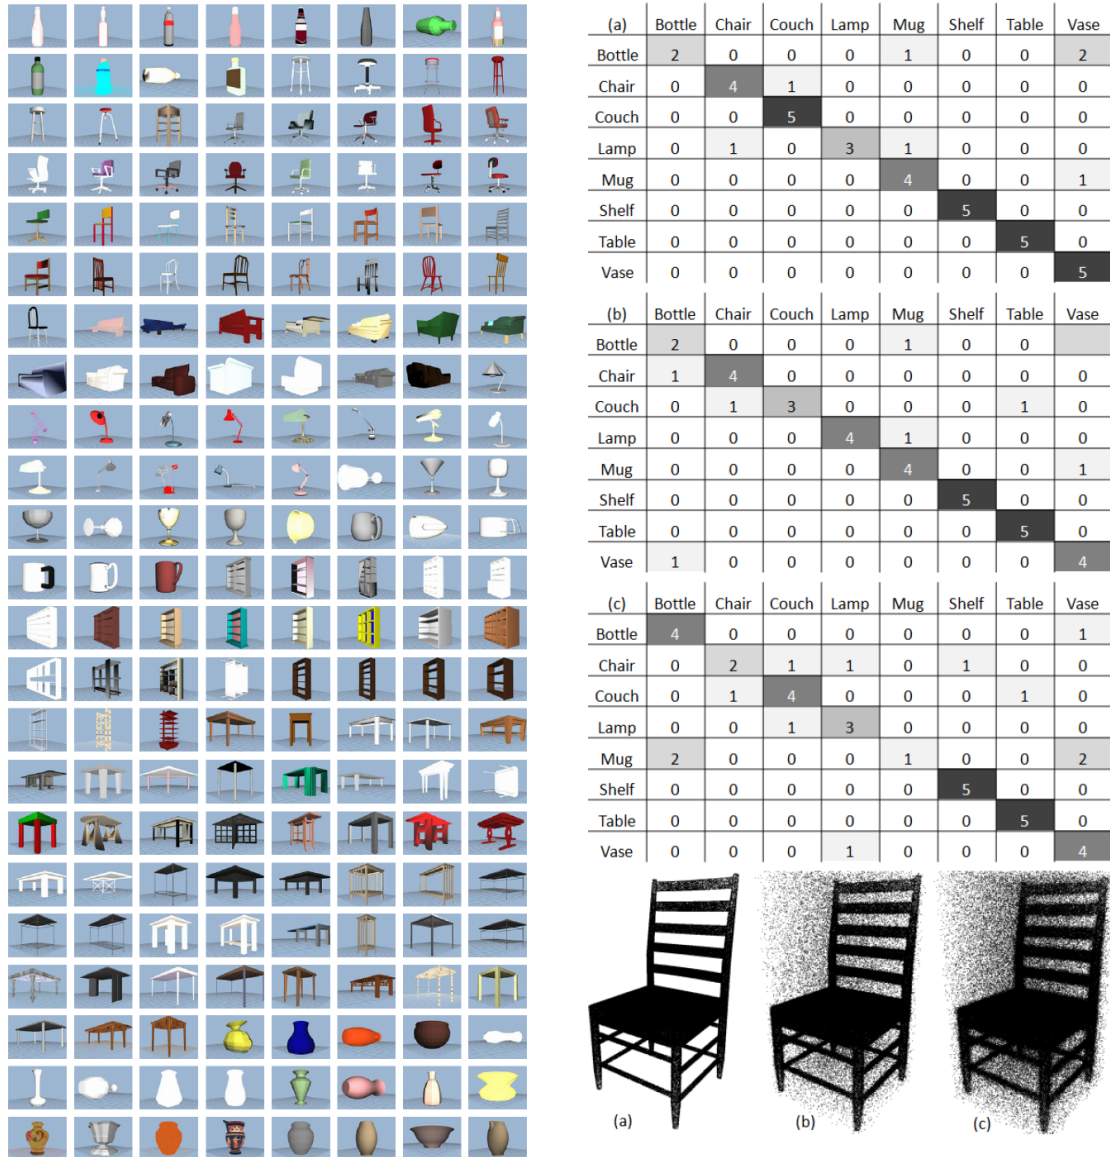 (a) Bottle Chair Couch Lamp Mug Shelf Table Vase
Bottle 2 0 0 0 1 0 0 2
Chair 0 4 1 0 0 0 0 0
Couch 0 0 5 0 0 0 0 0
Lamp 0 1 0 3 1 0 0 0
Mug 0 0 0 0 4 0 0 1
Shelf 0 0 0 0 0 5 0 0
Table 0 0 0 0 0 0 5 0
Vase 0 0 0 0 0 0 0 5
(b) Bottle Chair Couch Lamp Mug Shelf Table Vase
Bottle 2 0 0 0 1 0 0
Chair 1 4 0 0 0 0 0 0
Couch 0 1 3 0 0 0 1 0
Lamp 0 0 0 4 1 0 0 0
Mug 0 0 0 0 4 0 0 1
Shelf 0 0 0 0 0 5 0 0
Table 0 0 0 0 0 0 5 0
Vase 1 0 0 0 0 0 0 4
(c) Bottle Chair Couch Lamp Mug Shelf Table Vase
Bottle 4 0 0 0 0 0 0 1
Chair 0 2 1 1 0 1 0 0
Couch 0 1 4 0 0 0 1 0
Lamp 0 0 1 3 0 0 0 0
Mug 2 0 0 0 1 0 0 2
Shelf 0 0 0 0 0 5 0 0
Table 0 0 0 0 0 0 5 0
Vase 0 0 0 1 0 0 0 4
(a) (b) (c)